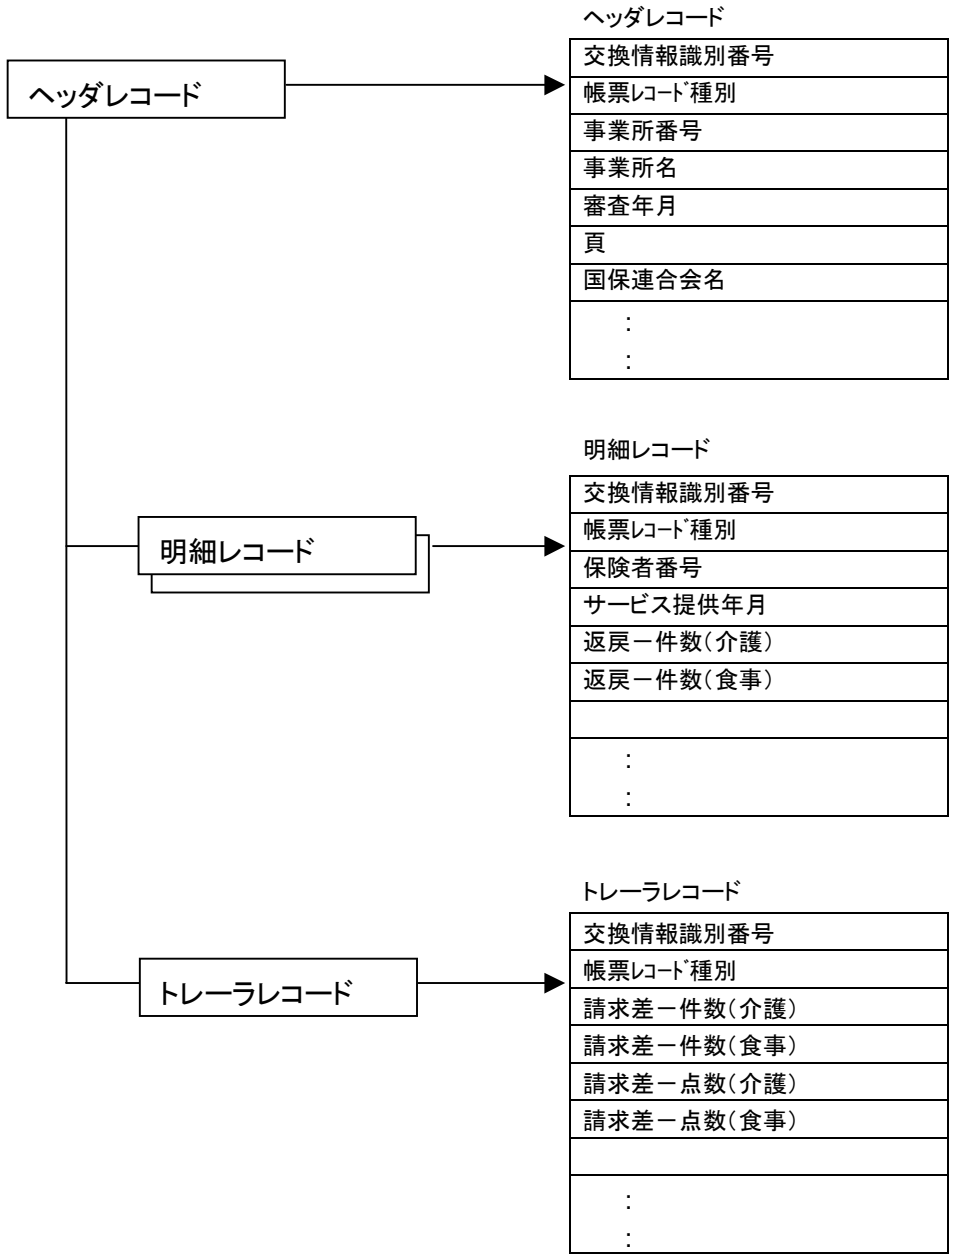 ヘッダレコード
ヘッダレコード
交換情報識別番号
帳票ﾚｺｰﾄﾞ種別
事業所番号
事業所名
審査年月
頁
国保連合会名
：
：
明細レコード
明細レコード
交換情報識別番号
帳票ﾚｺｰﾄﾞ種別
保険者番号
サービス提供年月
返戻－件数（介護）
返戻－件数（食事）
：
：
トレーラレコード
トレーラレコード
交換情報識別番号
帳票ﾚｺｰﾄﾞ種別
請求差－件数（介護）
請求差－件数（食事）
請求差－点数（介護）
請求差－点数（食事）
：
：